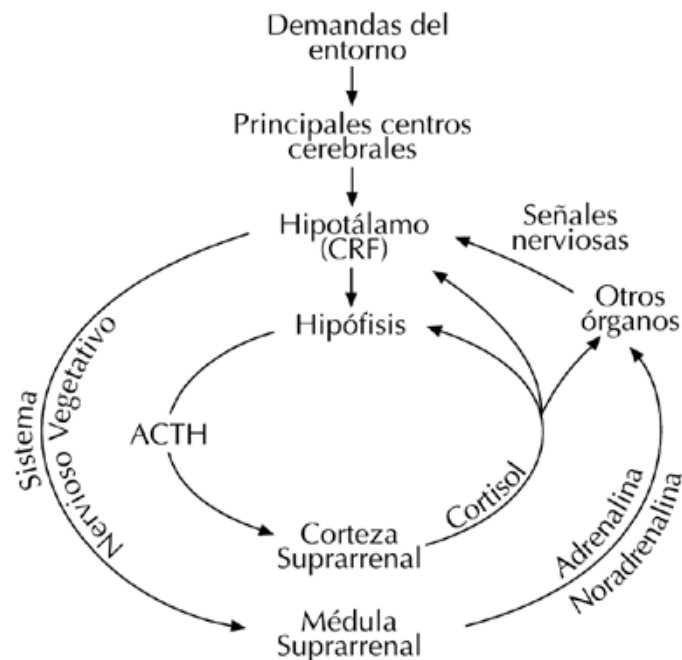 Demandas del
entorno
Principales centros
cerebrales
Hipotálamo
(CRF)
Señales
nerviosas
Otros
órganos
Hipófisis
Sistema
Nervioso Vegetativo
ACTH
Cortisol
Corteza
Suprarrenal
Adrenalina
Noradrenalina
Médula
Suprarrenal